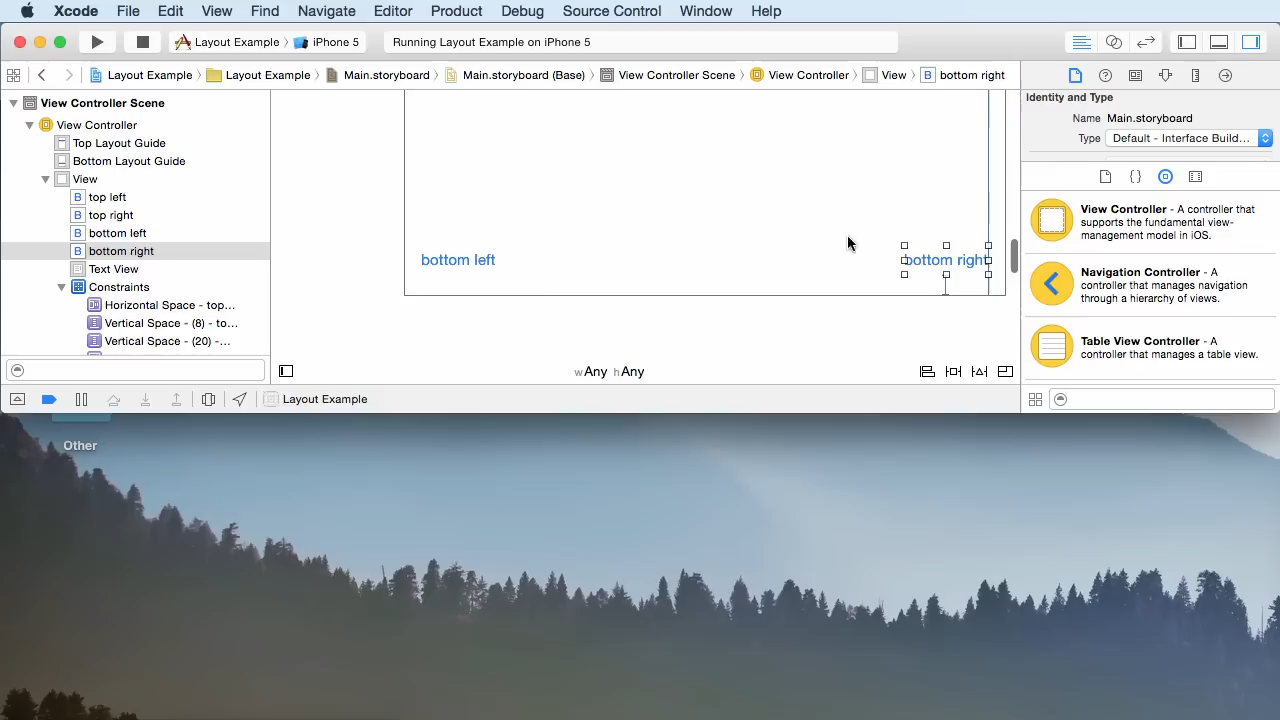 Xcode File Edit View Find Navigate Editor Product Debug Source Control Window Help
Layout Example iPhone 5 Running Layout Example on iPhone 5
Layout Example Layout Example Main.storyboard Main.storyboard (Base) View Controller Scene View Controller View B bottom right
View Controller Scene
View Controller
Top Layout Guide
Bottom Layout Guide
View
B top left
B top right
B bottom left
B bottom right
Text View
Constraints
Horizontal Space - top...
Vertical Space - (8) - to...
Vertical Space - (20) -...
bottom left
bottom right
wAny hAny
Layout Example
Identity and Type
Name Main.storyboard
Type Default - Interface Build...
{ }
View Controller - A controller that
supports the fundamental view-
management model in iOS.
Navigation Controller - A
controller that manages navigation
through a hierarchy of views.
Table View Controller - A
controller that manages a table view.
Other